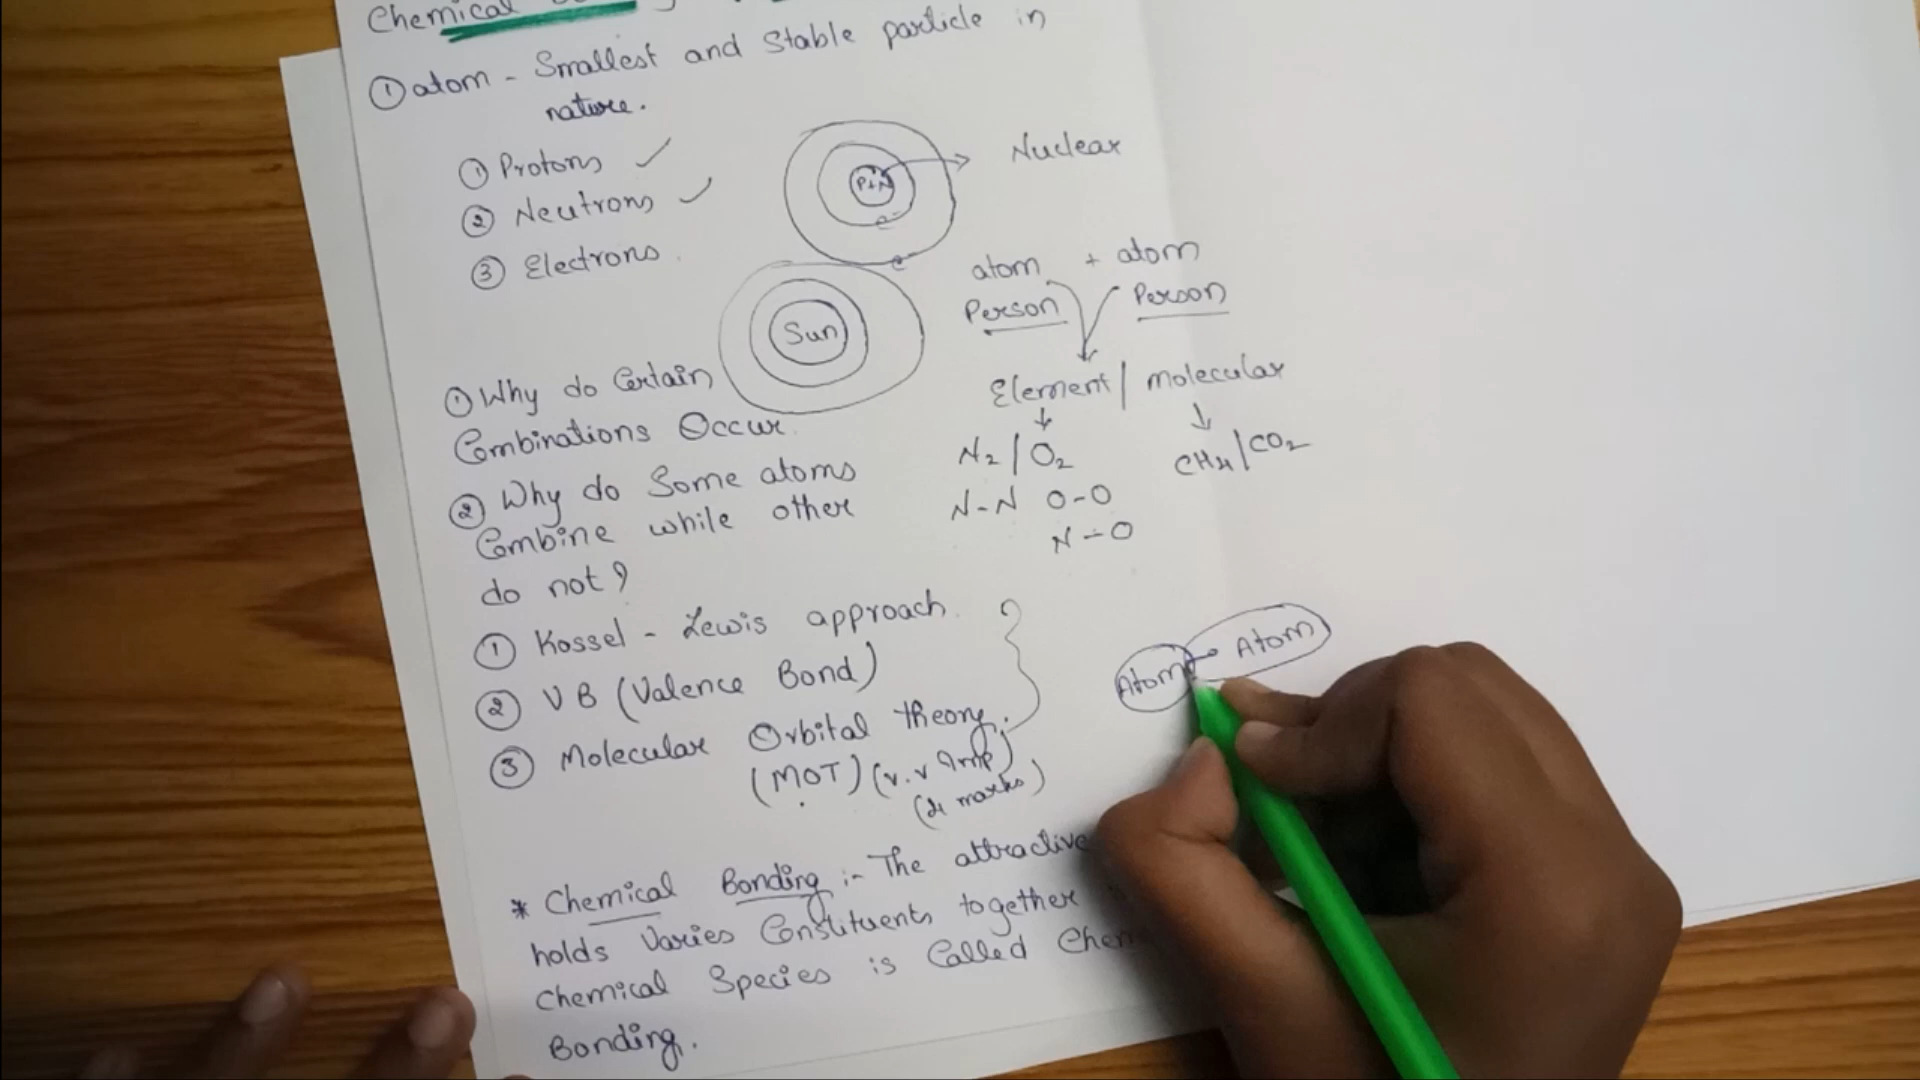 Chemical
① atom - Smallest and Stable particle in
nature.
① Protons
② Neutrons
③ Electrons
P+N
e-
e-
Nuclear
Sun
atom + atom
Person Person
Element / molecular
N2 / O2
CH4 / CO2
N-N O-O
N-O
① Why do Certain
Combinations Occur
② Why do Some atoms
Combine while other
do not?
① Kossel - Lewis approach.
② VB (Valence Bond)
③ Molecular Orbital theory.
(MOT) (v.v Imp)
(4 marks)
Atom Atom
* Chemical Bonding :- The attractive
holds Varies Constituents together
Chemical Species is Called
Bonding.